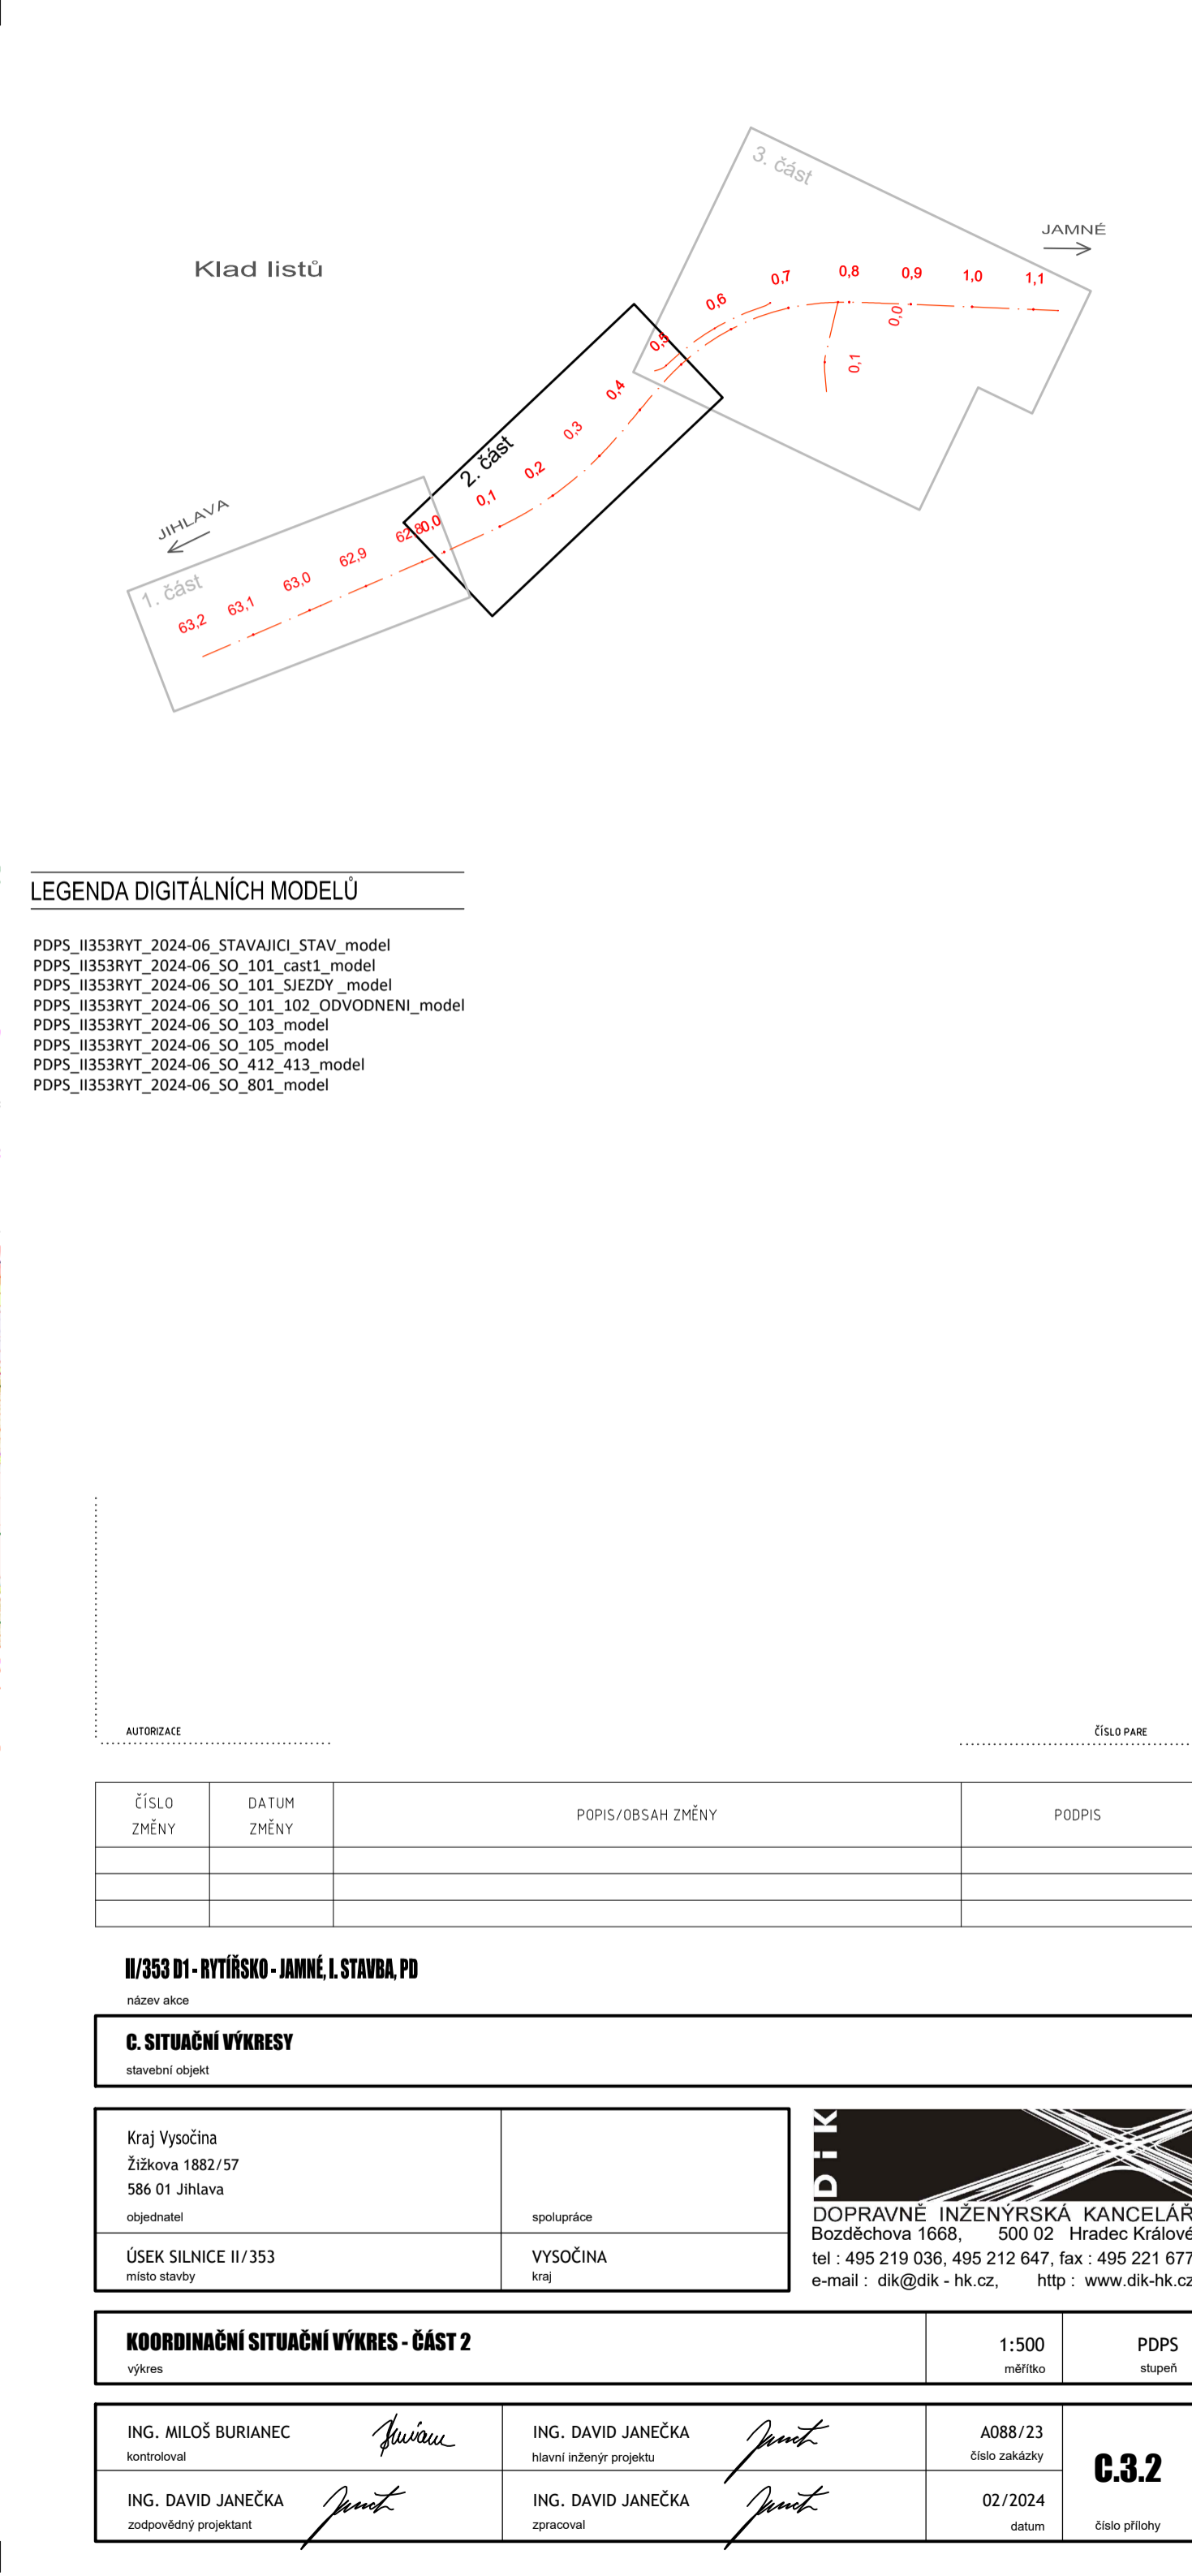 3. část
JAMNÉ
Klad listů
0,6
0,7
0,8
0,9
1,0
1,1
0,0
0,1
0,5
0,4
0,3
2. část
0,2
0,1
0,0
JIHLAVA
62,8
62,9
63,0
1. část
63,1
63,2
LEGENDA DIGITÁLNÍCH MODELŮ
PDPS_II353RYT_2024-06_STAVAJICI_STAV_model
PDPS_II353RYT_2024-06_SO_101_cast1_model
PDPS_II353RYT_2024-06_SO_101_SJEZDY _model
PDPS_II353RYT_2024-06_SO_101_102_ODVODNENI_model
PDPS_II353RYT_2024-06_SO_103_model
PDPS_II353RYT_2024-06_SO_105_model
PDPS_II353RYT_2024-06_SO_412_413_model
PDPS_II353RYT_2024-06_SO_801_model
AUTORIZACE
ČÍSLO PARE
ČÍSLO
ZMĚNY
DATUM
ZMĚNY
POPIS/OBSAH ZMĚNY
PODPIS
II/353 D1 - RYTÍŘSKO - JAMNÉ, I. STAVBA, PD
název akce
C. SITUAČNÍ VÝKRESY
stavební objekt
Kraj Vysočina
Žižkova 1882/57
586 01 Jihlava
objednatel
spolupráce
ÚSEK SILNICE II/353
místo stavby
VYSOČINA
kraj
DiK
DOPRAVNĚ INŽENÝRSKÁ KANCELÁŘ
Bozděchova 1668, 500 02 Hradec Králové
tel : 495 219 036, 495 212 647, fax : 495 221 677
e-mail : dik@dik - hk.cz, http : www.dik-hk.cz
KOORDINAČNÍ SITUAČNÍ VÝKRES - ČÁST 2
výkres
1:500
měřítko
PDPS
stupeň
ING. MILOŠ BURIANEC
kontroloval
ING. DAVID JANEČKA
hlavní inženýr projektu
A088/23
číslo zakázky
ING. DAVID JANEČKA
zodpovědný projektant
ING. DAVID JANEČKA
zpracoval
02/2024
datum
C.3.2
číslo přílohy